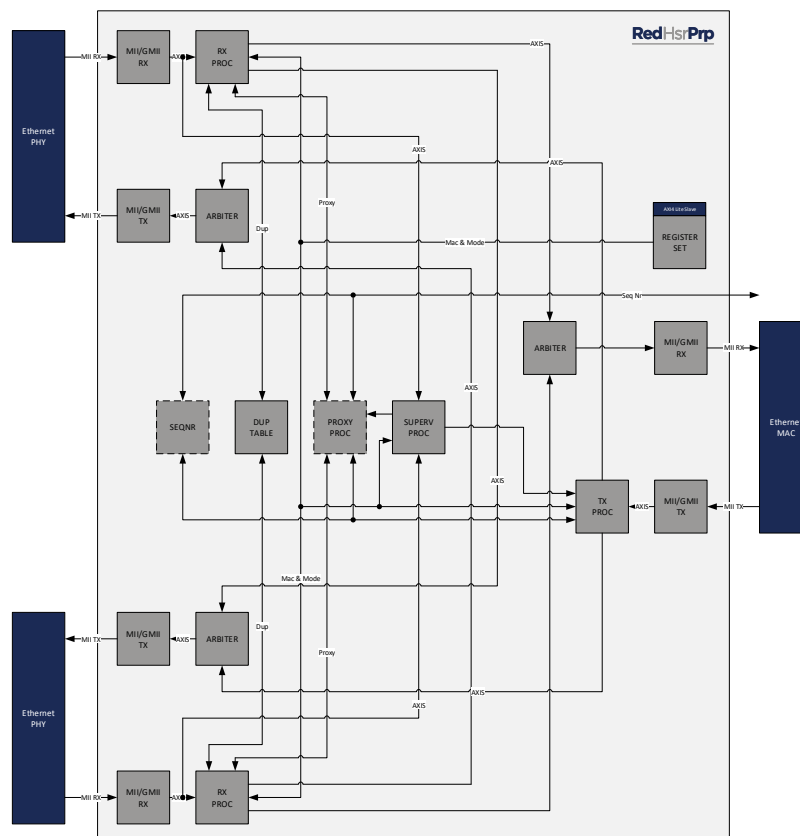 RedHsrPrp
MII/GMII
RX
RX
PROC
AXIS
MII RX
AXIS
Ethernet
PHY
AXIS
AXIS
MII/GMII
TX
ARBITER
Proxy
AXI4 Lite Slave
MII TX
AXIS
Dup
REGISTER
SET
Mac & Mode
Seq Nr
ARBITER
MII/GMII
RX
MII RX
AXIS
SEQNR
DUP
TABLE
PROXY
PROC
SUPERV
PROC
Ethernet
MAC
AXIS
TX
PROC
AXIS
MII/GMII
TX
MII TX
Mac & Mode
MII/GMII
TX
ARBITER
Dup
MII TX
AXIS
Proxy
AXIS
AXIS
Ethernet
PHY
MII/GMII
RX
RX
PROC
MII RX
AXIS